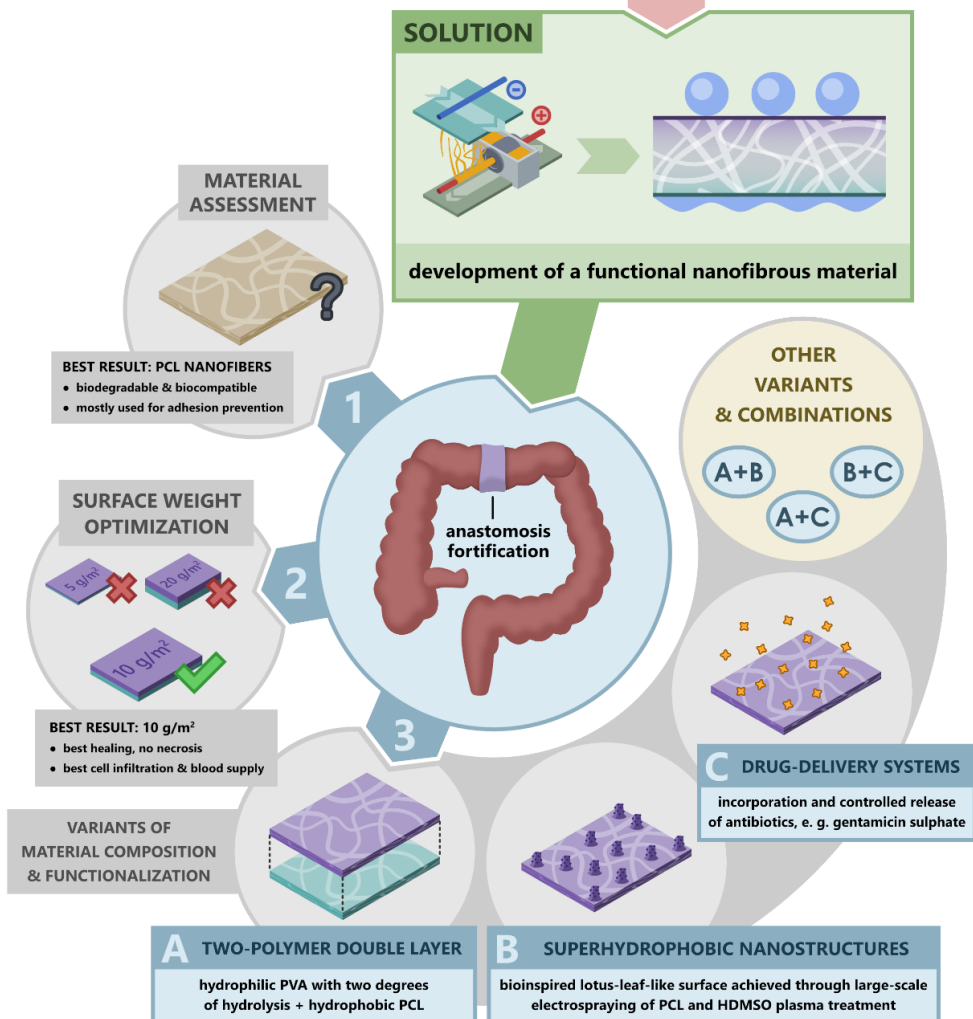 SOLUTION
−
+
development of a functional nanofibrous material
MATERIAL
ASSESSMENT
?
BEST RESULT: PCL NANOFIBERS
• biodegradable & biocompatible
• mostly used for adhesion prevention
1
OTHER
VARIANTS
& COMBINATIONS
A+B
B+C
A+C
anastomosis
fortification
SURFACE WEIGHT
OPTIMIZATION
5 g/m²
20 g/m²
10 g/m²
2
BEST RESULT: 10 g/m²
• best healing, no necrosis
• best cell infiltration & blood supply
3
VARIANTS OF
MATERIAL COMPOSITION
& FUNCTIONALIZATION
A TWO-POLYMER DOUBLE LAYER
hydrophilic PVA with two degrees
of hydrolysis + hydrophobic PCL
B SUPERHYDROPHOBIC NANOSTRUCTURES
bioinspired lotus-leaf-like surface achieved through large-scale
electrospraying of PCL and HDMSO plasma treatment
C DRUG-DELIVERY SYSTEMS
incorporation and controlled release
of antibiotics, e. g. gentamicin sulphate